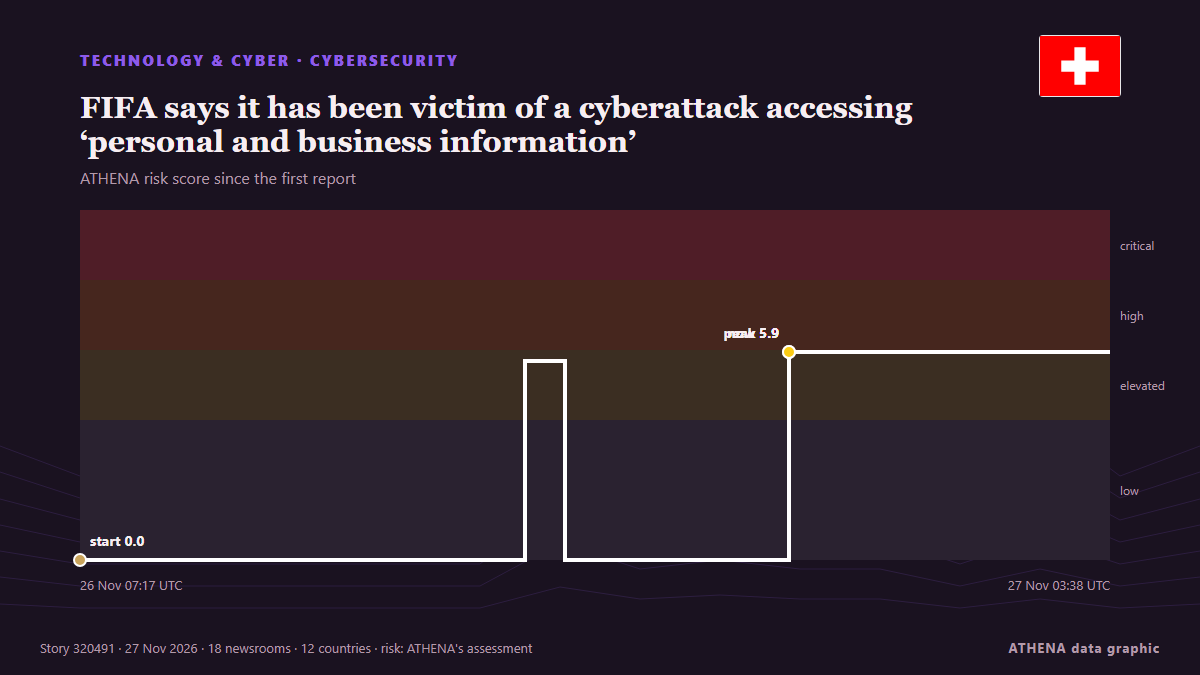 TECHNOLOGY & CYBER · CYBERSECURITY
FIFA says it has been victim of a cyberattack accessing
‘personal and business information’
ATHENA risk score since the first report
critical
high
5.9
elevated
low
start 0.0
26 Nov 07:17 UTC
27 Nov 03:38 UTC
Story 320491 · 27 Nov 2026 · 18 newsrooms · 12 countries · risk: ATHENA's assessment
ATHENA data graphic